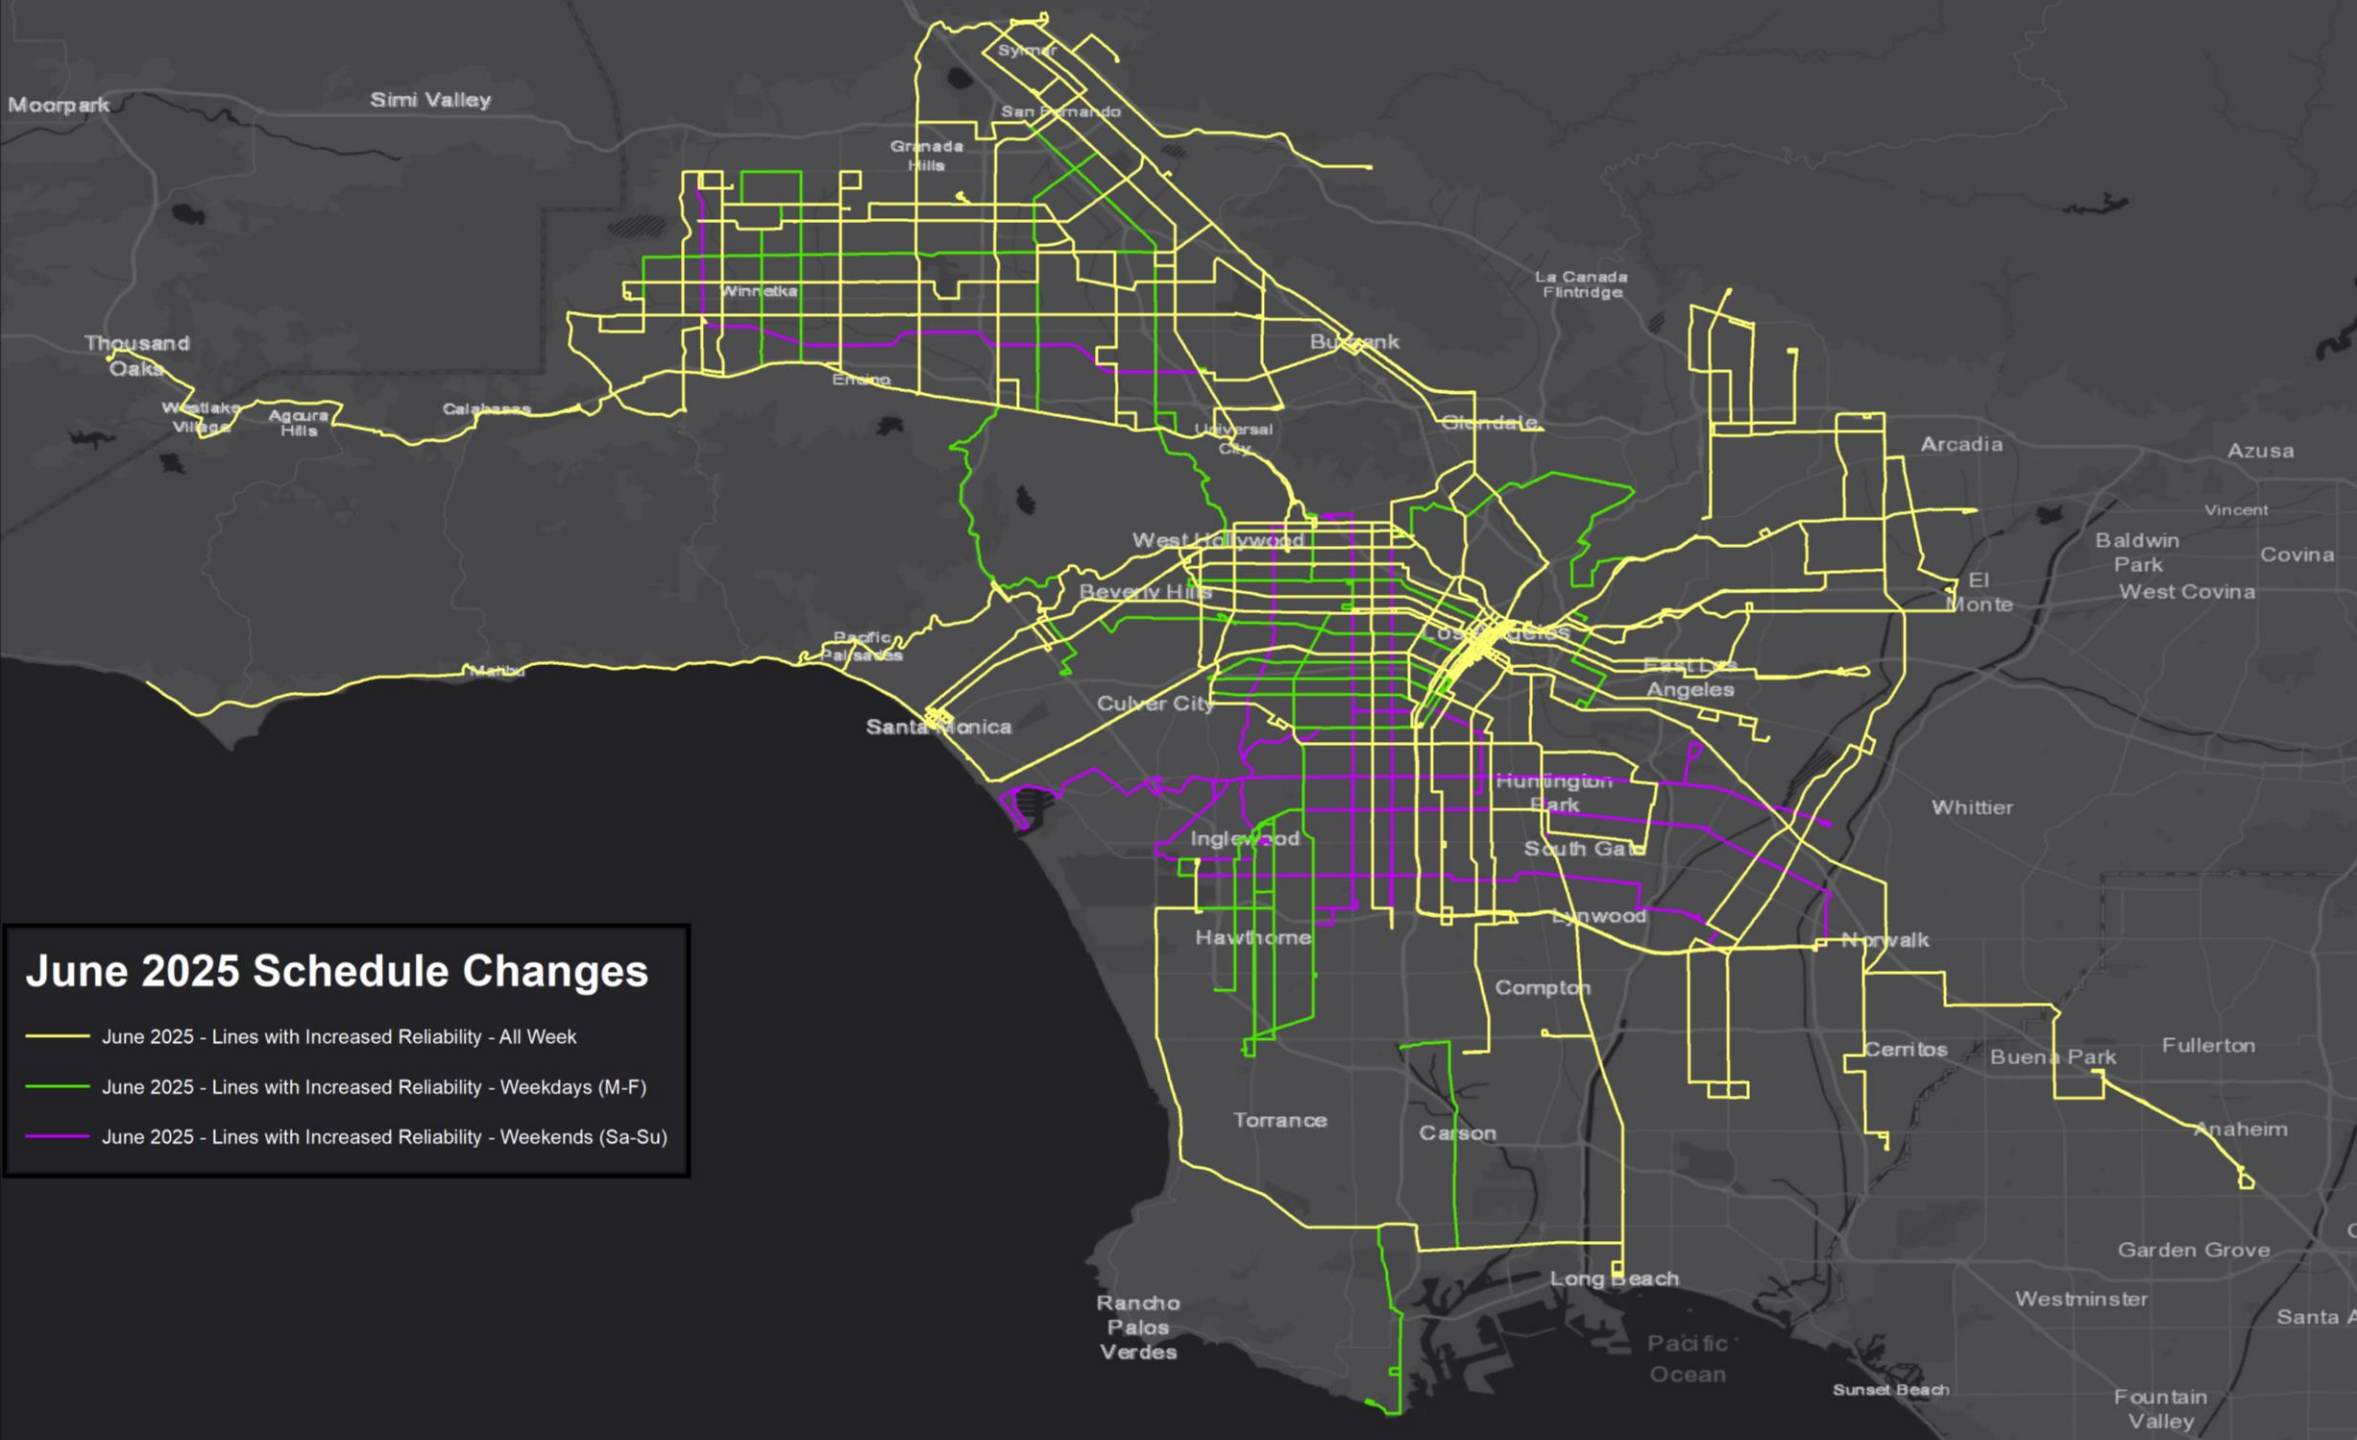 Sylmar
Moorpark
Simi Valley
San Fernando
Granada
Hills
La Canada
Flintridge
Winnetka
Thousand
Oaks
Burbank
Encino
Westlake
Village
Agoura
Hills
Calabasas
Universal
City
Glendale
Arcadia
Azusa
Vincent
West Hollywood
Baldwin
Park
Covina
Beverly Hills
El
Monte
West Covina
Los Angeles
Pacific
Palisades
East Los
Angeles
Malibu
Culver City
Santa Monica
Huntington
Park
Whittier
Inglewood
South Gate
Lynwood
Hawthorne
Norwalk
June 2025 Schedule Changes
June 2025 - Lines with Increased Reliability - All Week
June 2025 - Lines with Increased Reliability - Weekdays (M-F)
June 2025 - Lines with Increased Reliability - Weekends (Sa-Su)
Compton
Cerritos
Buena Park
Fullerton
Torrance
Carson
Anaheim
Garden Grove
Long Beach
Rancho
Palos
Verdes
Westminster
Santa A
Pacific
Ocean
Sunset Beach
Fountain
Valley